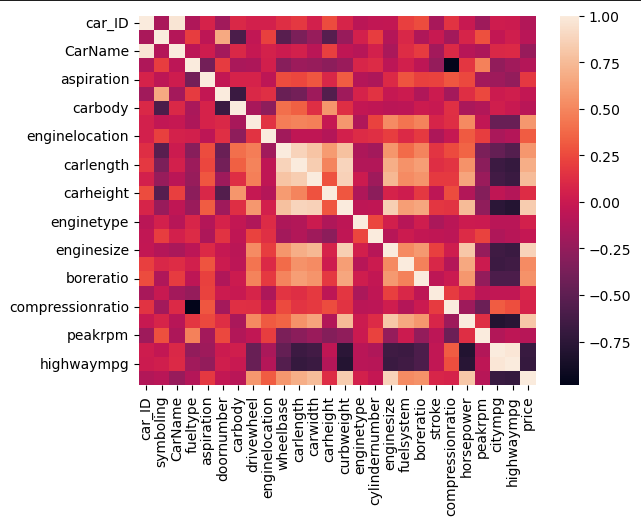 car_ID
CarName
aspiration
carbody
enginelocation
carlength
carheight
enginetype
enginesize
boreratio
compressionratio
peakrpm
highwaympg
car_ID
symboling
CarName
fueltype
aspiration
doornumber
carbody
drivewheel
enginelocation
wheelbase
carlength
carwidth
carheight
curbweight
enginetype
cylindernumber
enginesize
fuelsystem
boreratio
stroke
compressionratio
horsepower
peakrpm
citympg
highwaympg
price
1.00
0.75
0.50
0.25
0.00
−0.25
−0.50
−0.75